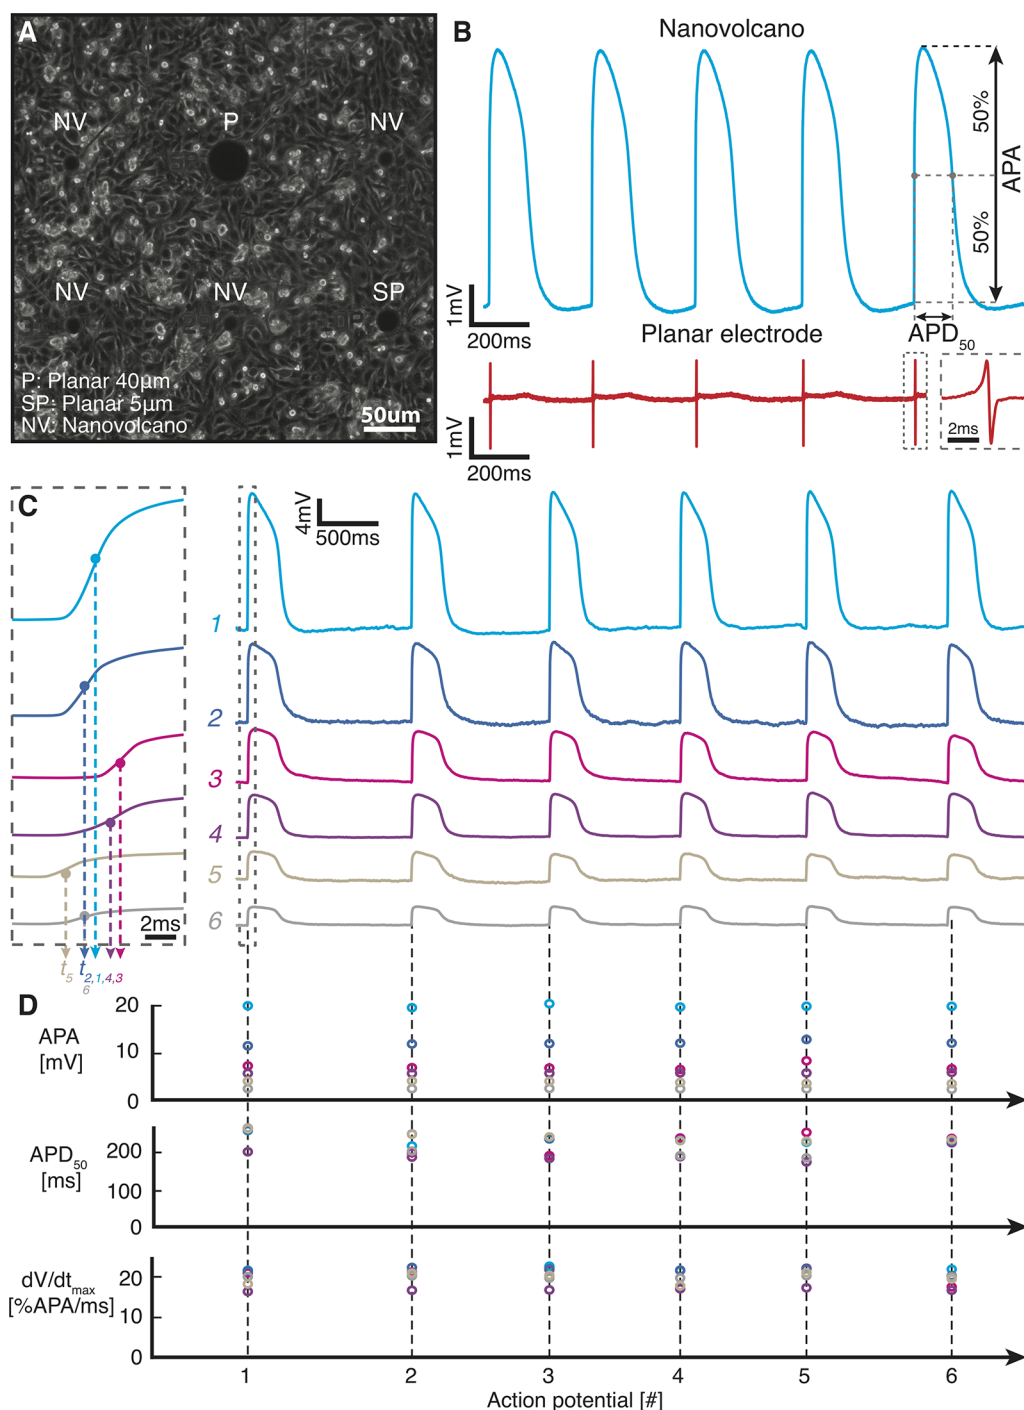 A
NV
P
NV
NV
NV
SP
P: Planar 40µm
SP: Planar 5µm
NV: Nanovolcano
50um
B
Nanovolcano
50%
50%
APA
1mV
200ms
APD50
Planar electrode
1mV
200ms
2ms
C
4mV
500ms
1
2
3
4
5
6
2ms
t5
t2,1,4,3
6
D
APA
[mV]
20
10
0
APD50
[ms]
200
100
0
dV/dtmax
[%APA/ms]
20
10
0
1 2 3 4 5 6
Action potential [#]